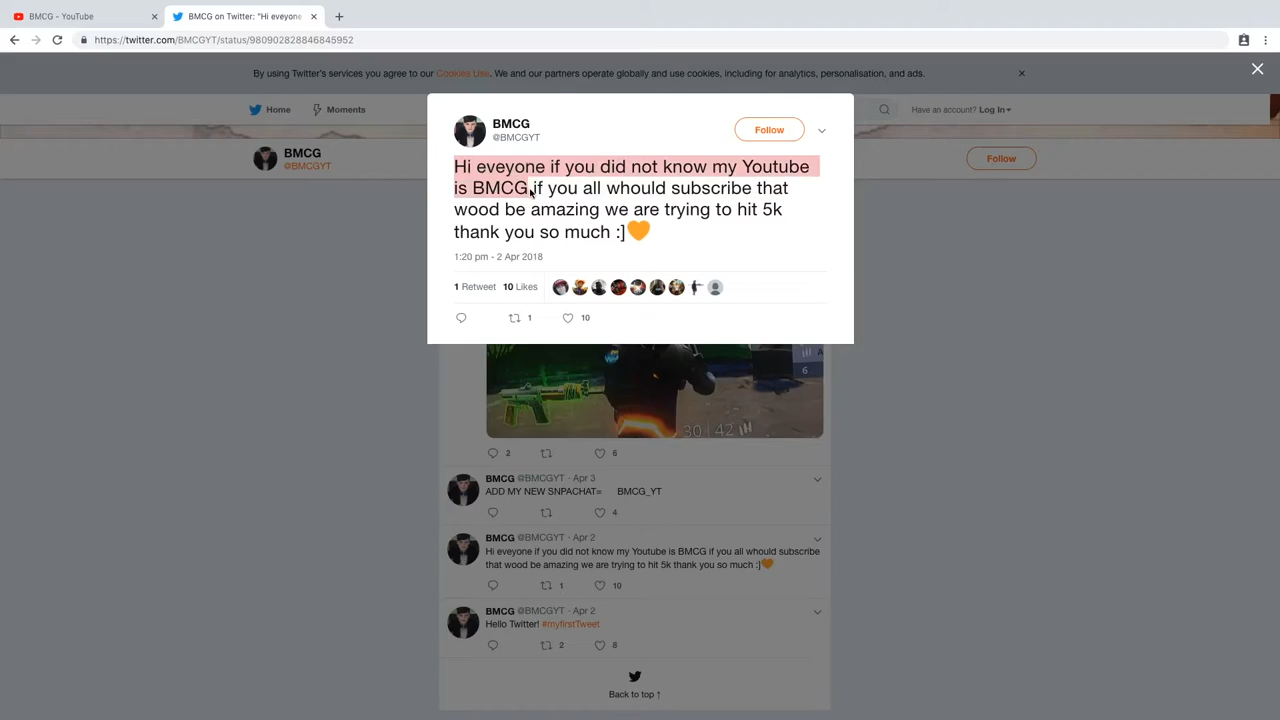 BMCG - YouTube
BMCG on Twitter: "Hi eveyone
https://twitter.com/BMCGYT/status/980902828846845952
By using Twitter's services you agree to our Cookies Use. We and our partners operate globally and use cookies, including for analytics, personalisation, and ads.
Home
Moments
Have an account? Log In
BMCG
@BMCGYT
Follow
BMCG
@BMCGYT
Follow
Hi eveyone if you did not know my Youtube
is BMCG if you all whould subscribe that
wood be amazing we are trying to hit 5k
thank you so much :]🧡
1:20 pm - 2 Apr 2018
1 Retweet 10 Likes
1 10
6
30 | 42
2 6
BMCG @BMCGYT · Apr 3
ADD MY NEW SNPACHAT= BMCG_YT
4
BMCG @BMCGYT · Apr 2
Hi eveyone if you did not know my Youtube is BMCG if you all whould subscribe
that wood be amazing we are trying to hit 5k thank you so much :]🧡
1 10
BMCG @BMCGYT · Apr 2
Hello Twitter! #myfirstTweet
2 8
Back to top ↑